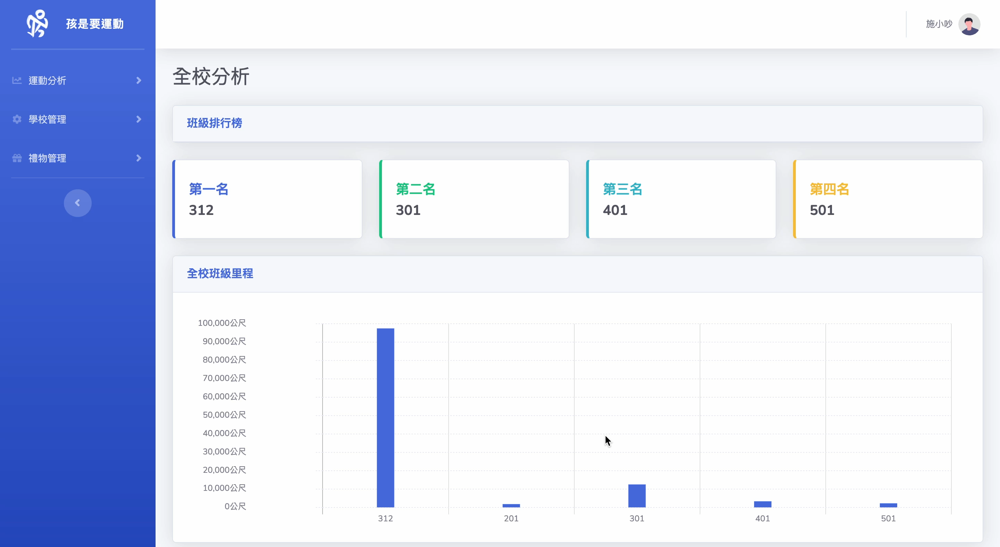 孩是要運動
施小吵
運動分析
學校管理
禮物管理
全校分析
班級排行榜
第一名
312
第二名
301
第三名
401
第四名
501
全校班級里程
100,000公尺
90,000公尺
80,000公尺
70,000公尺
60,000公尺
50,000公尺
40,000公尺
30,000公尺
20,000公尺
10,000公尺
0公尺
312 201 301 401 501